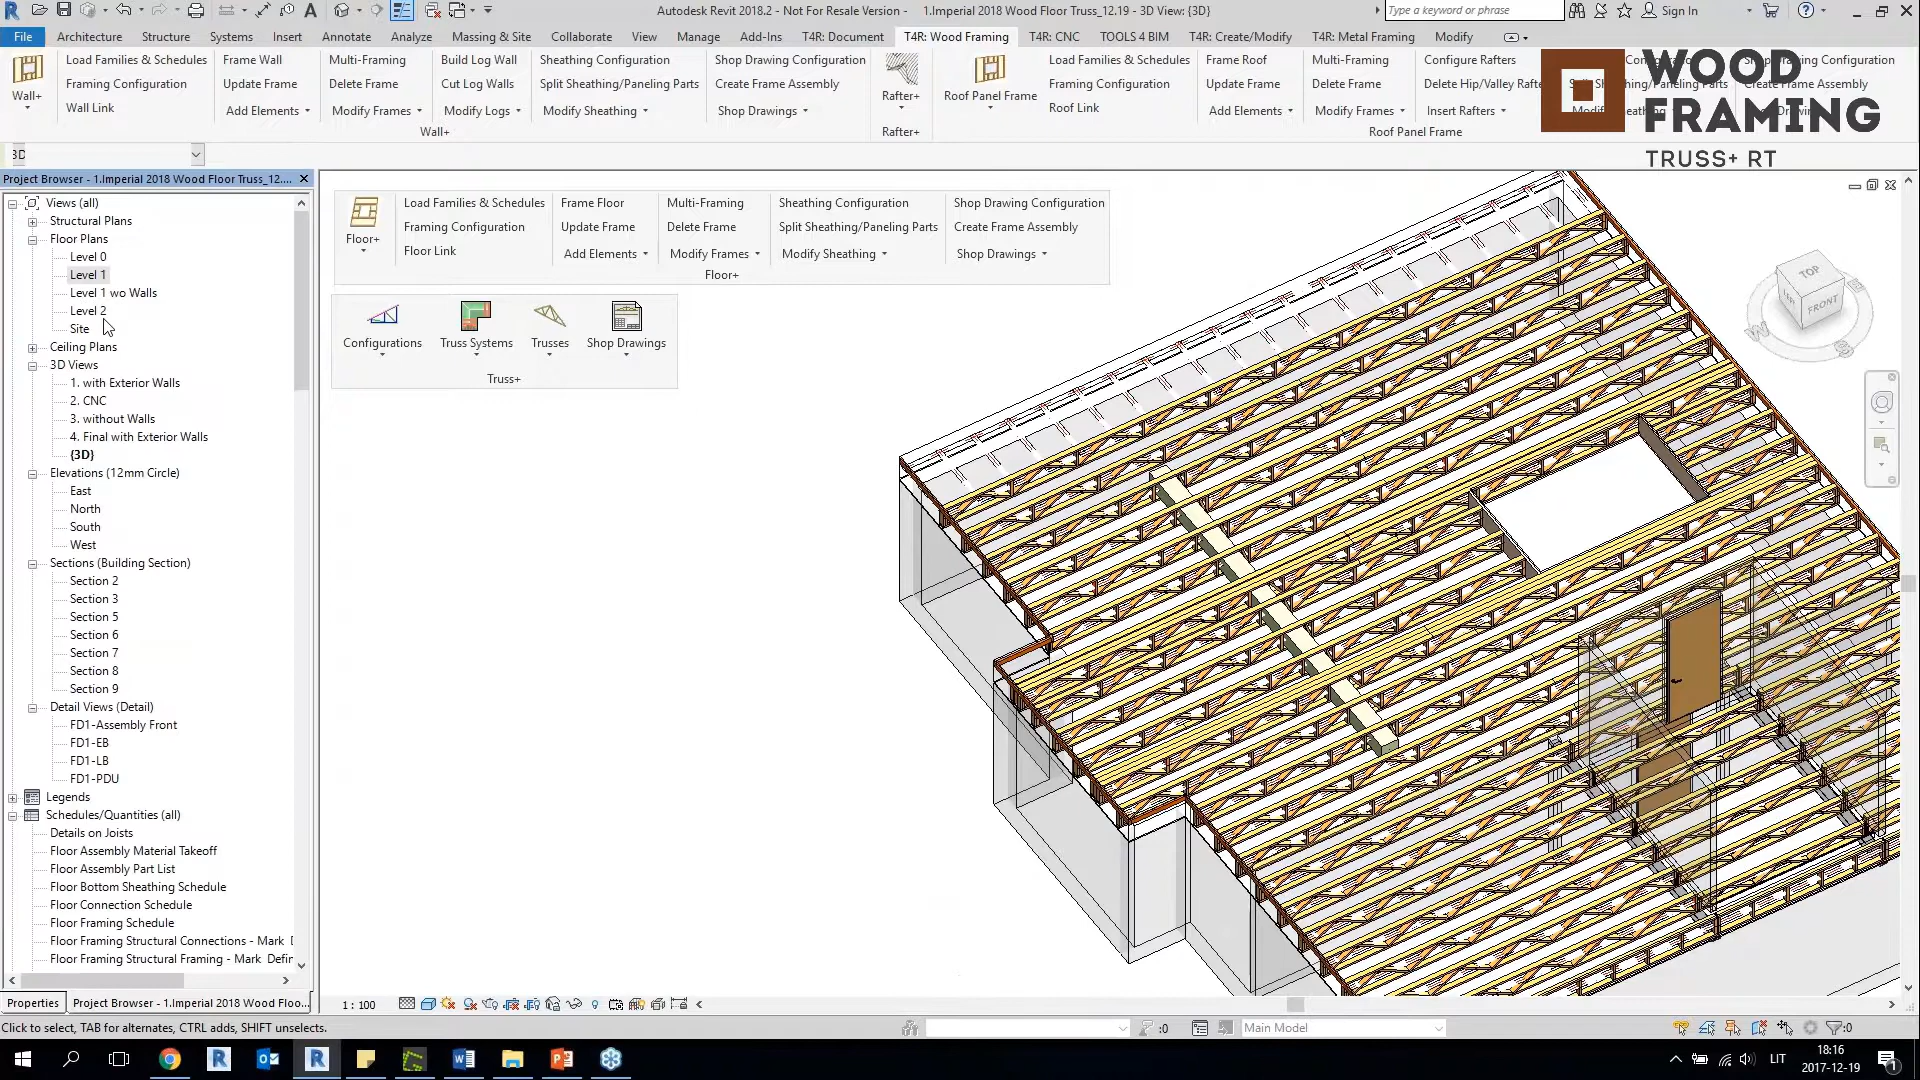 Autodesk Revit 2018.2 - Not For Resale Version - 1.Imperial 2018 Wood Floor Truss_12.19 - 3D View: {3D}
Type a keyword or phrase
Sign In
File Architecture Structure Systems Insert Annotate Analyze Massing & Site Collaborate View Manage Add-Ins T4R: Document T4R: Wood Framing T4R: CNC TOOLS 4 BIM T4R: Create/Modify T4R: Metal Framing Modify
Wall+
Load Families & Schedules
Framing Configuration
Wall Link
Frame Wall
Update Frame
Add Elements
Multi-Framing
Delete Frame
Modify Frames
Build Log Wall
Cut Log Walls
Modify Logs
Sheathing Configuration
Split Sheathing/Paneling Parts
Modify Sheathing
Shop Drawing Configuration
Create Frame Assembly
Shop Drawings
Wall+
Rafter+
Rafter+
Roof Panel Frame
Load Families & Schedules
Framing Configuration
Roof Link
Frame Roof
Update Frame
Add Elements
Multi-Framing
Delete Frame
Modify Frames
Configure Rafters
Delete Hip/Valley Rafte
Insert Rafters
Roof Panel Frame
WOOD
FRAMING
TRUSS+ RT
3D
Project Browser - 1.Imperial 2018 Wood Floor Truss_12....
Views (all)
Structural Plans
Floor Plans
Level 0
Level 1
Level 1 wo Walls
Level 2
Site
Ceiling Plans
3D Views
1. with Exterior Walls
2. CNC
3. without Walls
4. Final with Exterior Walls
{3D}
Elevations (12mm Circle)
East
North
South
West
Sections (Building Section)
Section 2
Section 3
Section 5
Section 6
Section 7
Section 8
Section 9
Detail Views (Detail)
FD1-Assembly Front
FD1-EB
FD1-LB
FD1-PDU
Legends
Schedules/Quantities (all)
Details on Joists
Floor Assembly Material Takeoff
Floor Assembly Part List
Floor Bottom Sheathing Schedule
Floor Connection Schedule
Floor Framing Schedule
Floor Framing Structural Connections - Mark
Floor Framing Structural Framing - Mark Defin
Properties
Project Browser - 1.Imperial 2018 Wood Floo...
Floor+
Load Families & Schedules
Framing Configuration
Floor Link
Frame Floor
Update Frame
Add Elements
Multi-Framing
Delete Frame
Modify Frames
Sheathing Configuration
Split Sheathing/Paneling Parts
Modify Sheathing
Shop Drawing Configuration
Create Frame Assembly
Shop Drawings
Floor+
Configurations
Truss Systems
Trusses
Shop Drawings
Truss+
TOP
FRONT
1 : 100
Click to select, TAB for alternates, CTRL adds, SHIFT unselects.
:0
Main Model
:0
LIT
18:16
2017-12-19